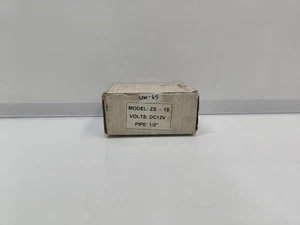 MODEL: ZS - 15
VOLTS: DC12V
PIPE: 1/2"